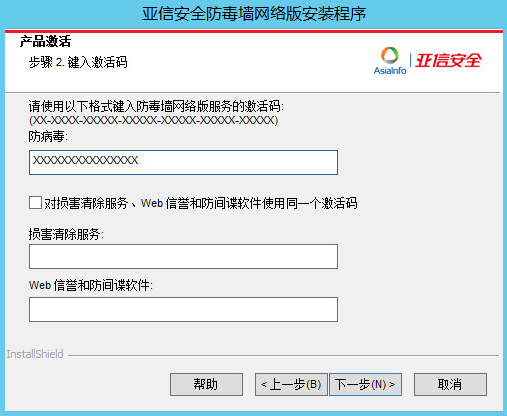 亚信安全防毒墙网络版安装程序
产品激活
步骤 2. 键入激活码
AsiaInfo 亚信安全
请使用以下格式键入防毒墙网络版服务的激活码:
(XX-XXXX-XXXXX-XXXXX-XXXXX-XXXXX-XXXXX)
防病毒:
XXXXXXXXXXXXXXX
对损害清除服务、Web 信誉和防间谍软件使用同一个激活码
损害清除服务:
Web 信誉和防间谍软件:
InstallShield
帮助 < 上一步(B) 下一步(N) > 取消